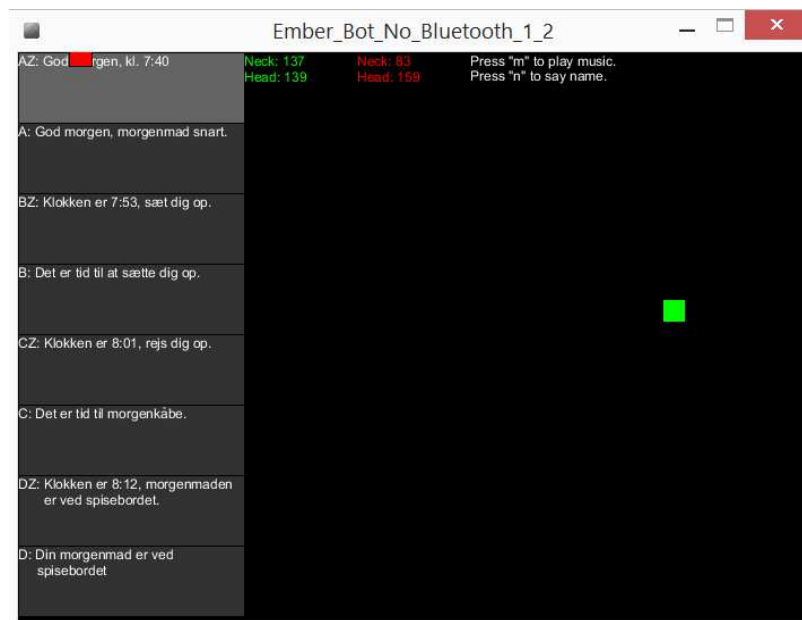 Ember_Bot_No_Bluetooth_1_2
AZ: God rgen, kl. 7:40
Neck: 137
Neck: 83
Press "m" to play music.
Head: 139
Head: 159
Press "n" to say name.
A: God morgen, morgenmad snart.
BZ: Klokken er 7:53, sæt dig op.
B: Det er tid til at sætte dig op.
CZ: Klokken er 8:01, rejs dig op.
C: Det er tid til morgenkåbe.
DZ: Klokken er 8:12, morgenmaden
er ved spisebordet.
D: Din morgenmad er ved
spisebordet